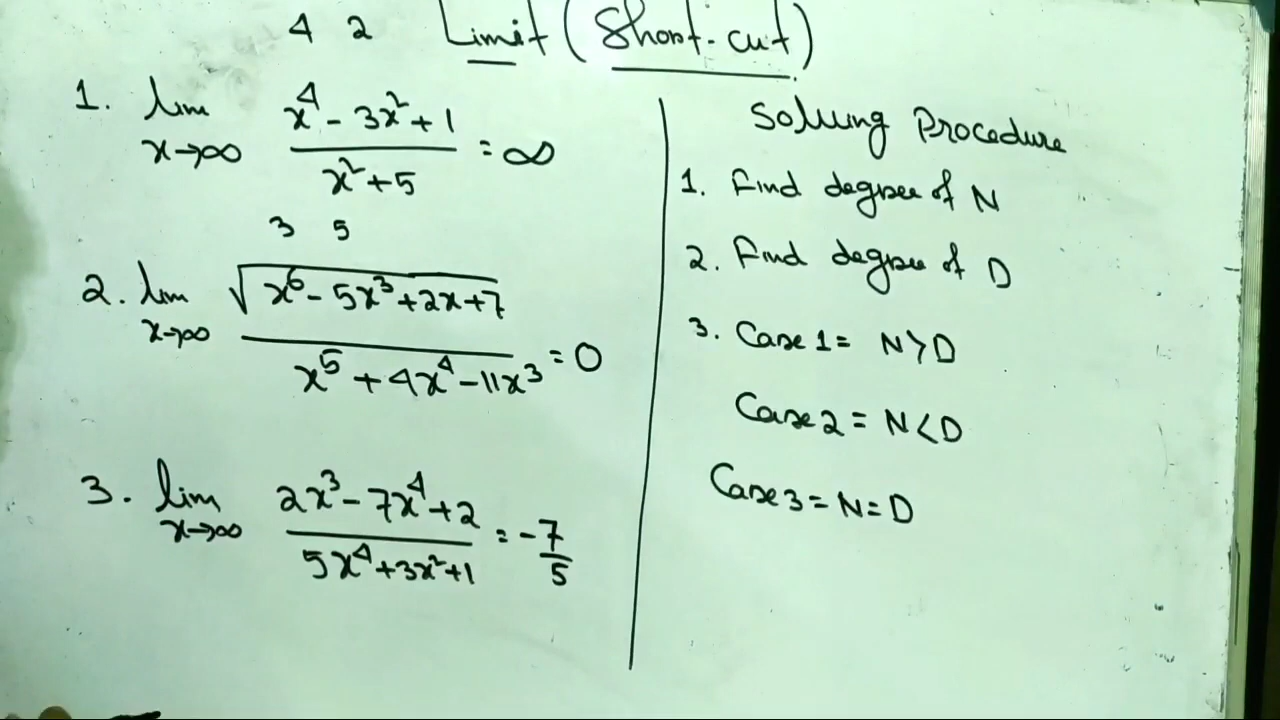 4 2 Limit (Short-cut)
1. lim x→∞ (x⁴ - 3x² + 1)/(x² + 5) = ∞
3 5
2. lim x→∞ √(x⁶ - 5x³ + 2x + 7)/(x⁵ + 4x⁴ - 11x³) = 0
3. lim x→∞ (2x³ - 7x⁴ + 2)/(5x⁴ + 3x² + 1) = -7/5
Solving Procedure
1. Find degree of N
2. Find degree of D
3. Case 1 = N > D
Case 2 = N < D
Case 3 = N = D